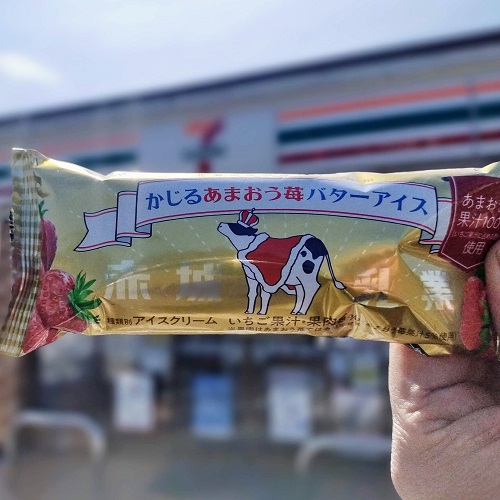 かじるあまおう苺バターアイス
あまお
果汁100
使用
赤城 乳業
種類別 アイスクリーム いちご果汁・果肉
7